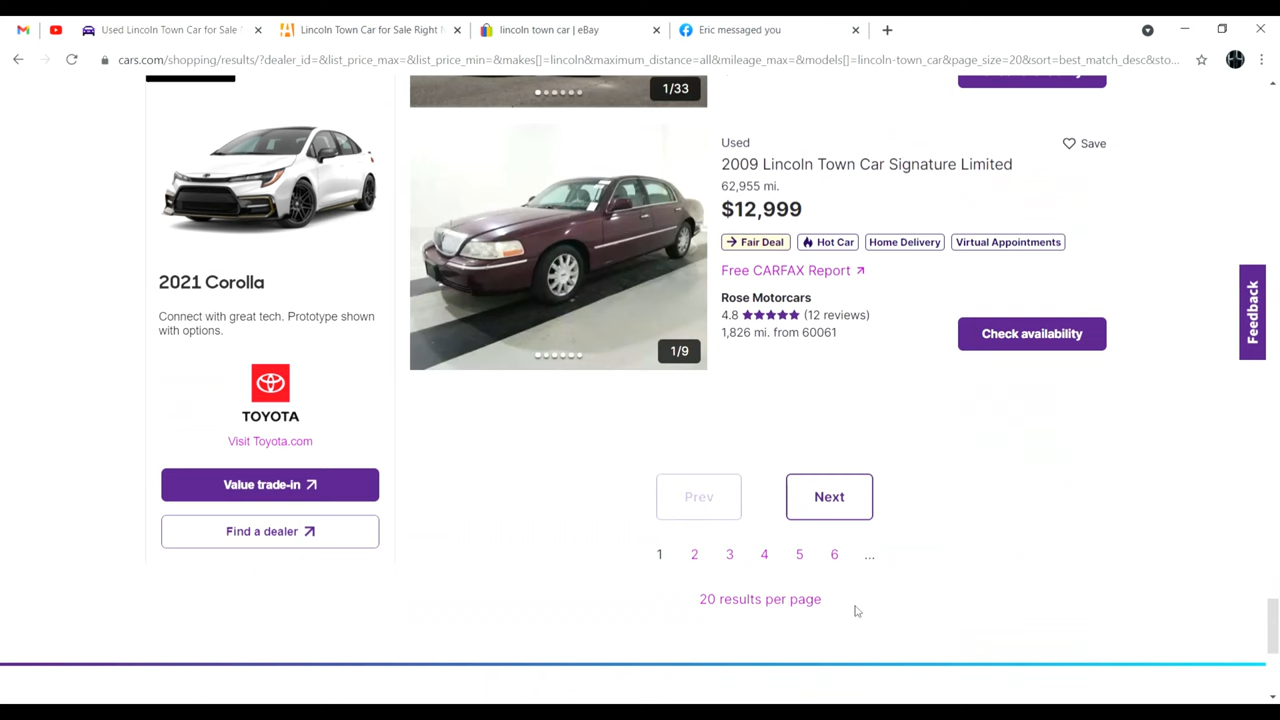 Used Lincoln Town Car for Sale
Lincoln Town Car for Sale Right N
lincoln town car | eBay
Eric messaged you
cars.com/shopping/results/?dealer_id=&list_price_max=&list_price_min=&makes[]=lincoln&maximum_distance=all&mileage_max=&models[]=lincoln-town_car&page_size=20&sort=best_match_desc&sto...
1/33
Used
Save
2009 Lincoln Town Car Signature Limited
62,955 mi.
$12,999
Fair Deal
Hot Car
Home Delivery
Virtual Appointments
Free CARFAX Report
Rose Motorcars
4.8 ★★★★★ (12 reviews)
1,826 mi. from 60061
Check availability
1/9
2021 Corolla
Connect with great tech. Prototype shown
with options.
TOYOTA
Visit Toyota.com
Value trade-in
Find a dealer
Feedback
Prev
Next
1 2 3 4 5 6 ...
20 results per page